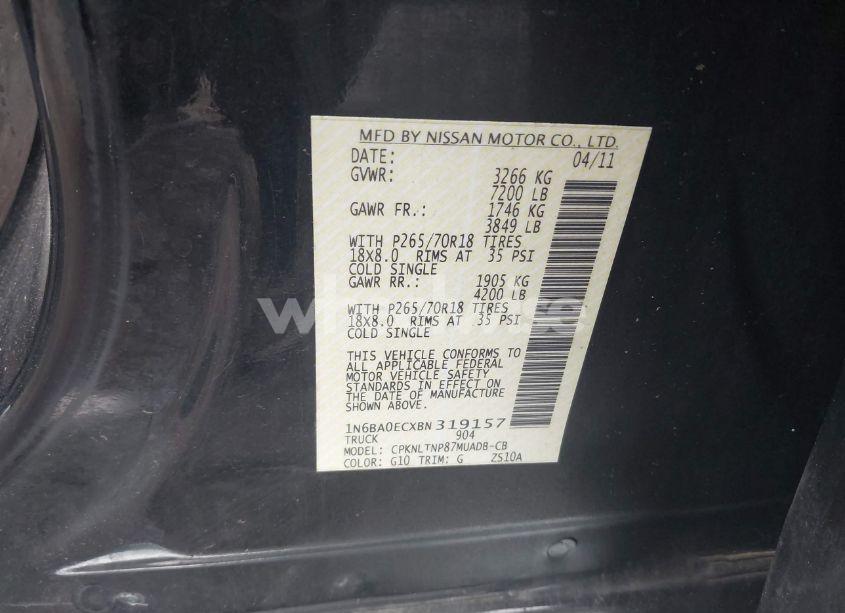 MFD BY NISSAN MOTOR CO., LTD.
DATE: 04/11
GVWR: 3266 KG
7200 LB
GAWR FR.: 1746 KG
3849 LB
WITH P265/70R18 TIRES
18X8.0 RIMS AT 35 PSI
COLD SINGLE
GAWR RR.: 1905 KG
4200 LB
WITH P265/70R18 TIRES
18X8.0 RIMS AT 35 PSI
COLD SINGLE
THIS VEHICLE CONFORMS TO
ALL APPLICABLE FEDERAL
MOTOR VEHICLE SAFETY
STANDARDS IN EFFECT ON
THE DATE OF MANUFACTURE
SHOWN ABOVE.
1N6BA0ECXBN319157
TRUCK 904
MODEL: CPKNLTNP87MUADB-CB
COLOR: G10 TRIM: G ZS10A